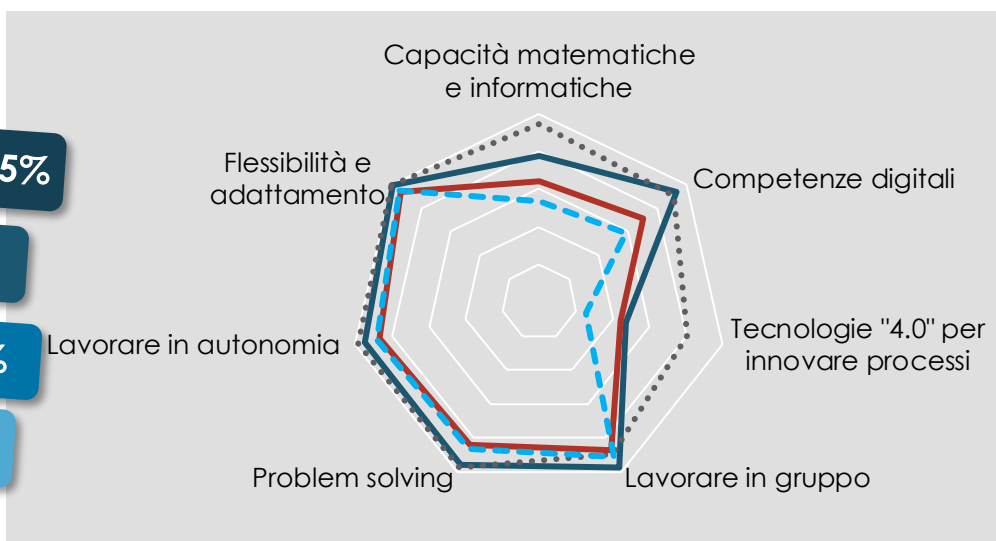 Capacità matematiche
e informatiche
5%
Flessibilità e
adattamento
Competenze digitali
%
Lavorare in autonomia
Tecnologie "4.0" per
innovare processi
Problem solving
Lavorare in gruppo